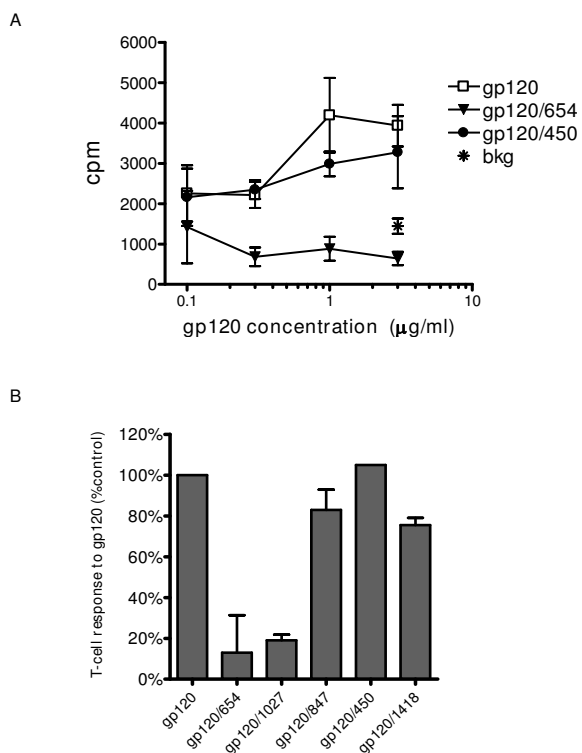 A
6000
5000
4000
3000
2000
1000
0
cpm
0.1
1
10
gp120 concentration (µg/ml)
gp120
gp120/654
gp120/450
bkg
B
120%
100%
80%
60%
40%
20%
0%
T-cell response to gp120 (%control)
gp120
gp120/654
gp120/1027
gp120/847
gp120/450
gp120/1418